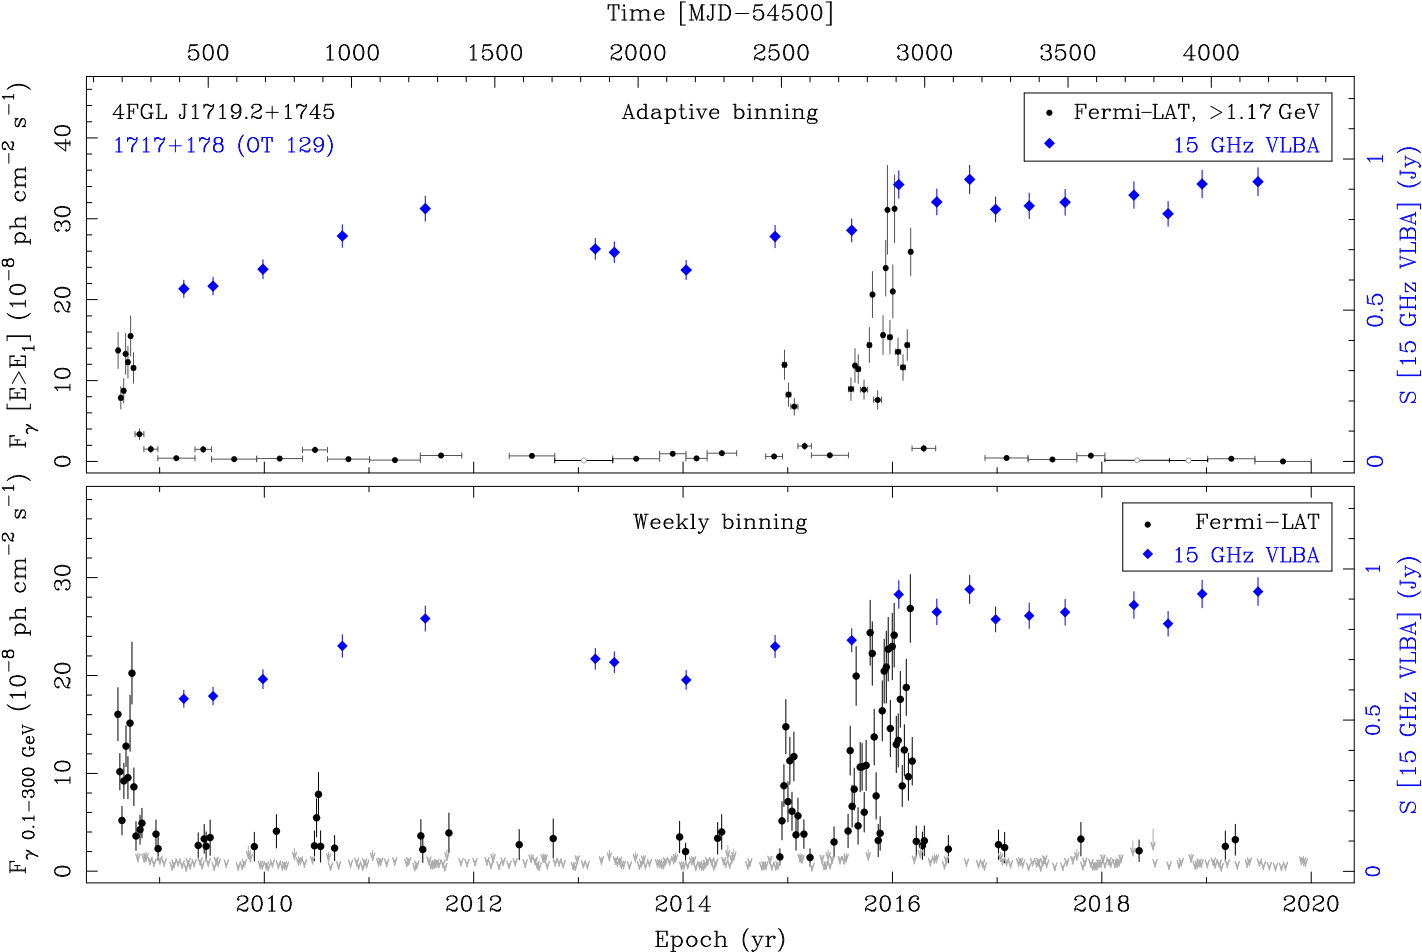 Time [MJD−54500]
500 1000 1500 2000 2500 3000 3500 4000
4FGL J1719.2+1745
1717+178 (OT 129)
Adaptive binning
Fermi−LAT, >1.17 GeV
15 GHz VLBA
F γ [E>E1] (10−8 ph cm−2 s−1)
40
30
20
10
0
1
0.5
0
S [15 GHz VLBA] (Jy)
Weekly binning
Fermi−LAT
15 GHz VLBA
F γ 0.1−300 GeV (10−8 ph cm−2 s−1)
30
20
10
0
1
0.5
0
S [15 GHz VLBA] (Jy)
2010 2012 2014 2016 2018 2020
Epoch (yr)